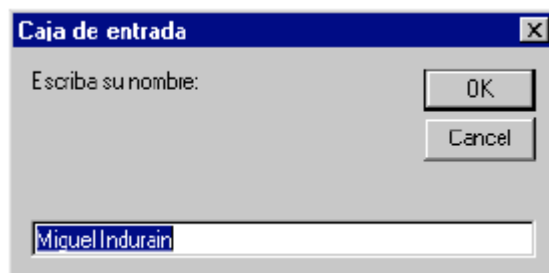 Caja de entrada
Escriba su nombre:
OK
Cancel
Miguel Indurain